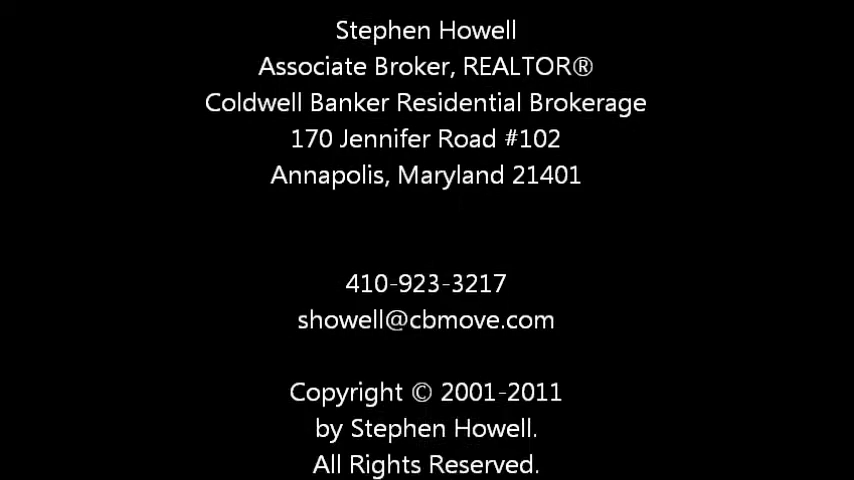 Stephen Howell
Associate Broker, REALTOR®
Coldwell Banker Residential Brokerage
170 Jennifer Road #102
Annapolis, Maryland 21401
410-923-3217
showell@cbmove.com
Copyright © 2001-2011
by Stephen Howell.
All Rights Reserved.